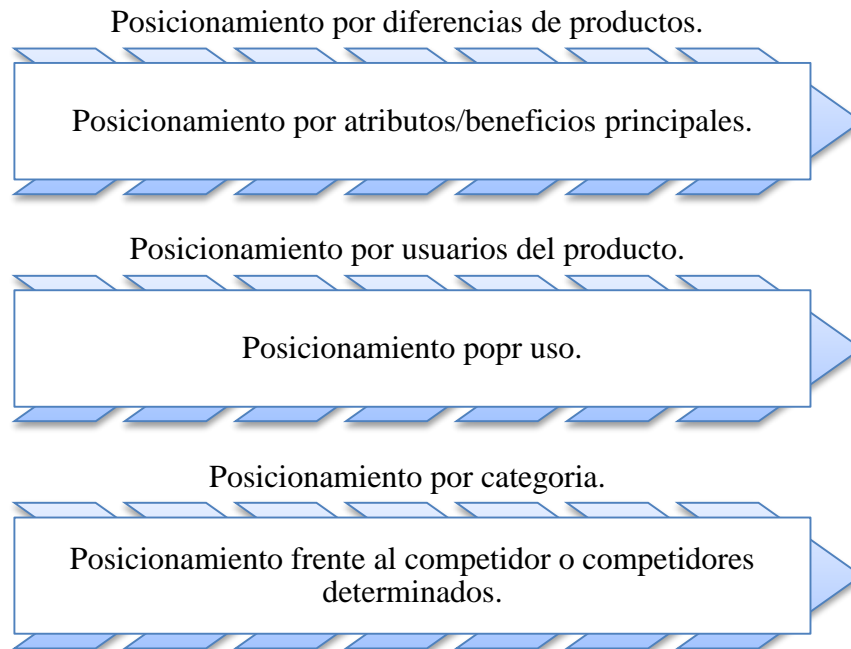 Posicionamiento por diferencias de productos.
Posicionamiento por atributos/beneficios principales.
Posicionamiento por usuarios del producto.
Posicionamiento popr uso.
Posicionamiento por categoria.
Posicionamiento frente al competidor o competidores
determinados.